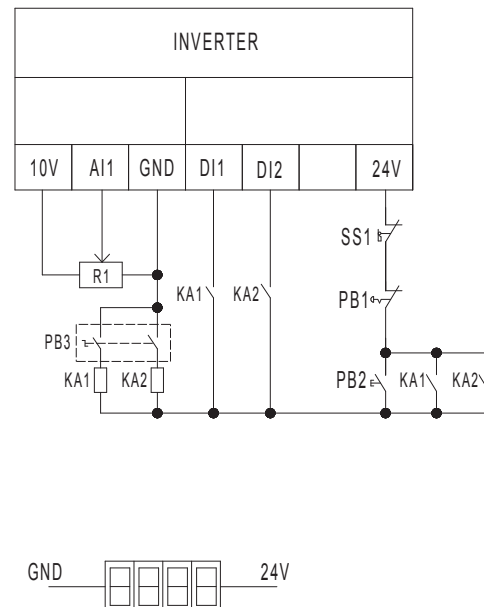 INVERTER
10V AI1 GND DI1 DI2 24V
SS1
R1
KA1 KA2 PB1
PB3
KA1 KA2 PB2 KA1 KA2
GND 24V